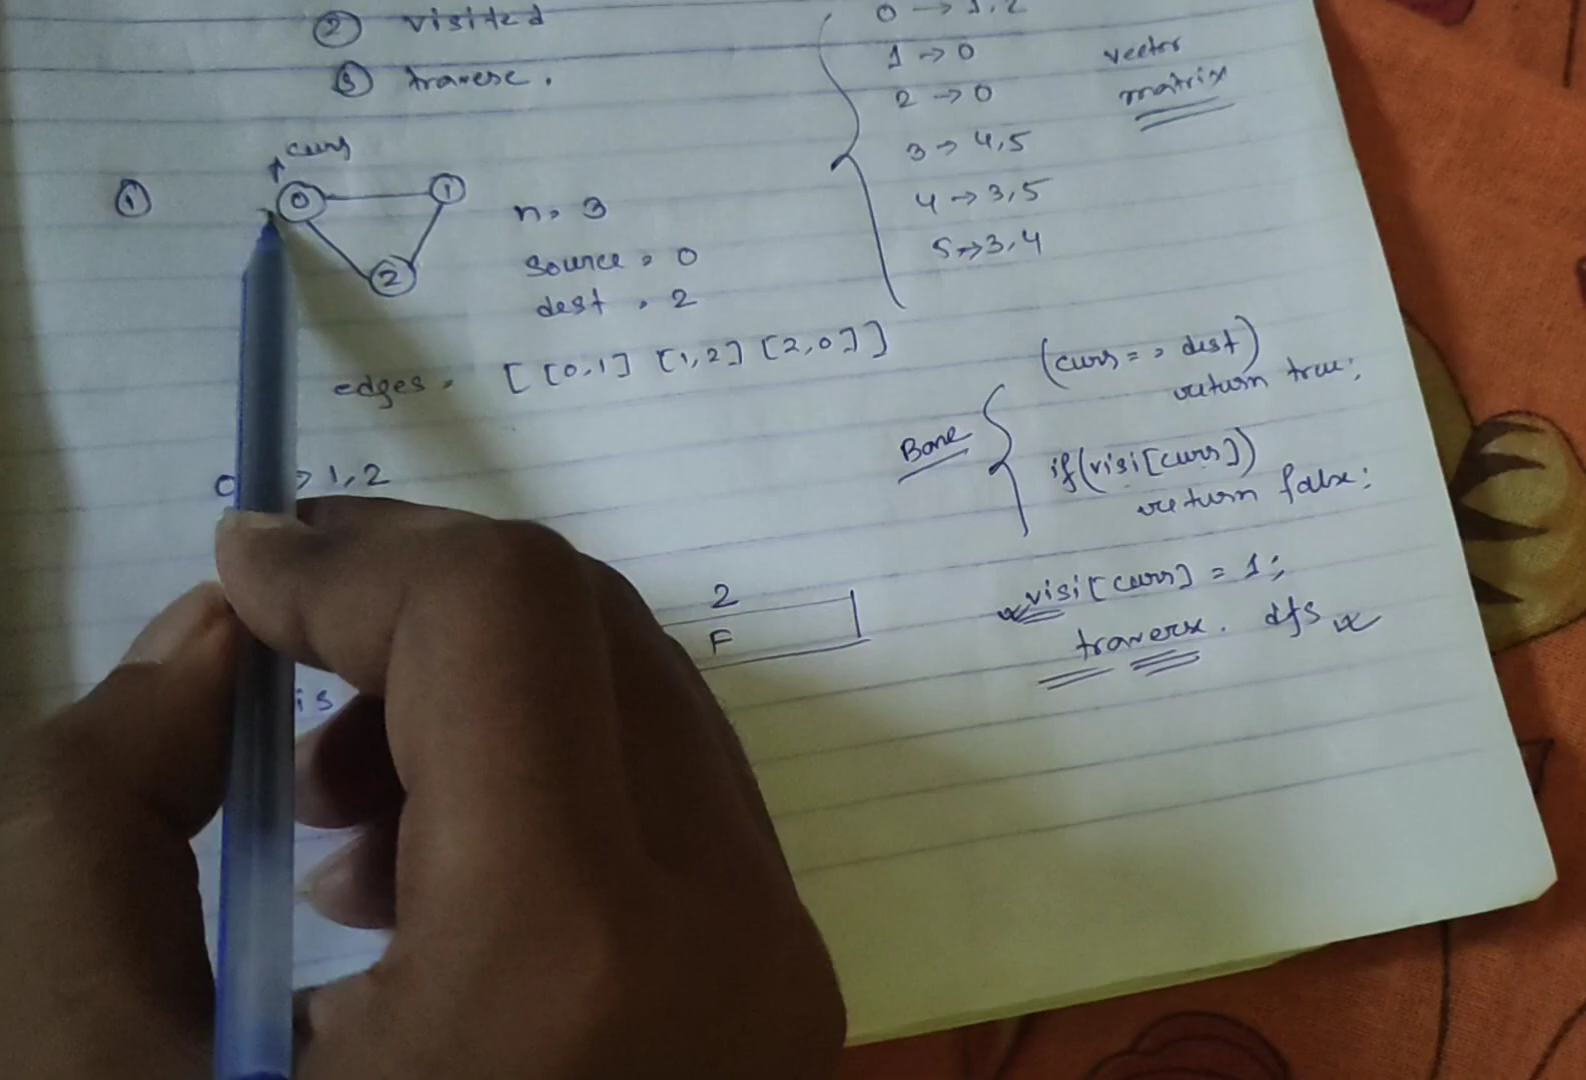 ② visited
③ traverse.
0 → 1,2
1 → 0
2 → 0
3 → 4,5
4 → 3,5
5 → 3,4
vector
matrix
①
curr
0
1
2
n = 3
source = 0
dest = 2
edges = [[0,1] [1,2] [2,0]]
0 → 1,2
2
F
is
Base
(curr == dest)
return true;
if(visi[curr])
return false;
visi[curr] = 1;
traverse. dfs